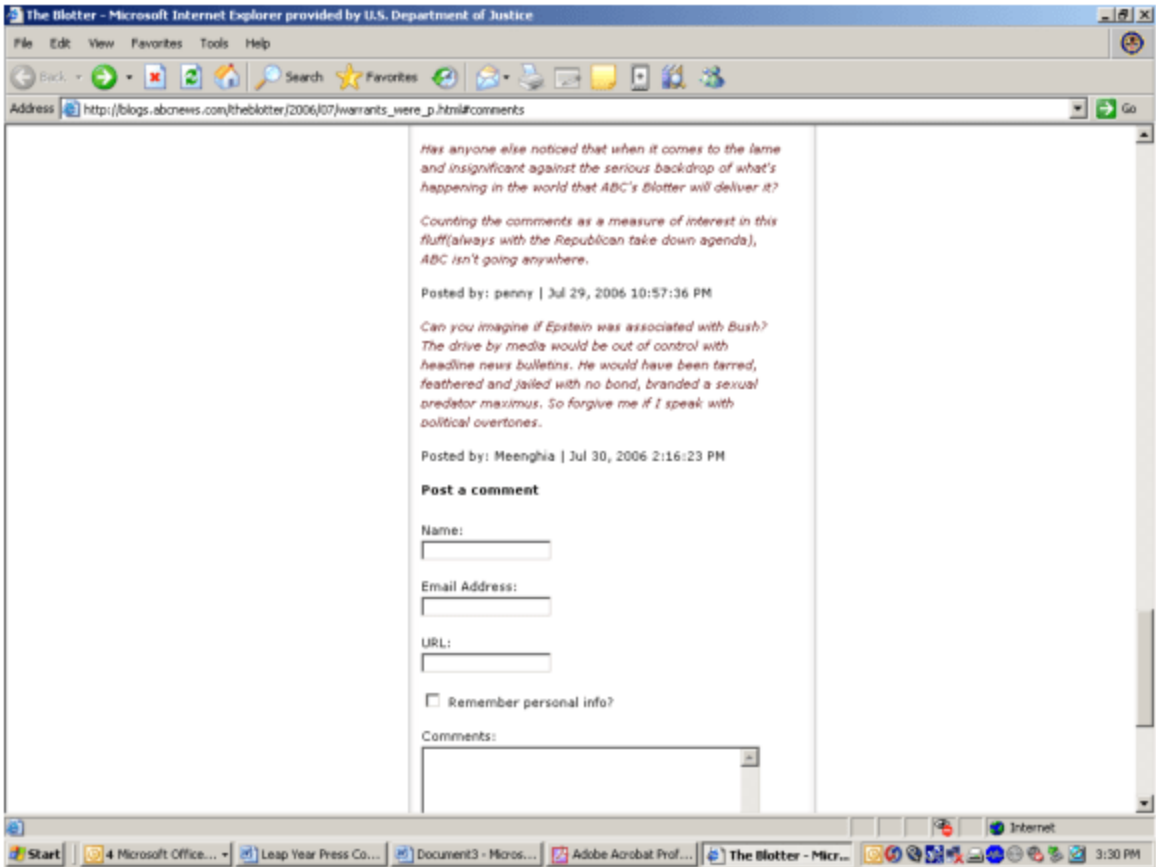 The Blotter - Microsoft Internet Explorer provided by U.S. Department of Justice
File Edit View Favorites Tools Help
Back Search Favorites
Address http://blogs.abcnews.com/theblotter/2006/07/warrants_were_p.html#comments Go
Has anyone else noticed that when it comes to the lame
and insignificant against the serious backdrop of what's
happening in the world that ABC's Blotter will deliver it?
Counting the comments as a measure of interest in this
fluff(always with the Republican take down agenda),
ABC isn't going anywhere.
Posted by: penny | Jul 29, 2006 10:57:36 PM
Can you imagine if Epstein was associated with Bush?
The drive by media would be out of control with
headline news bulletins. He would have been tarred,
feathered and jailed with no bond, branded a sexual
predator maximus. So forgive me if I speak with
political overtones.
Posted by: Meenghia | Jul 30, 2006 2:16:23 PM
Post a comment
Name:
Email Address:
URL:
Remember personal info?
Comments:
Internet
Start 4 Microsoft Office... Leap Year Press Co... Document3 - Micros... Adobe Acrobat Prof... The Blotter - Micr... 3:30 PM